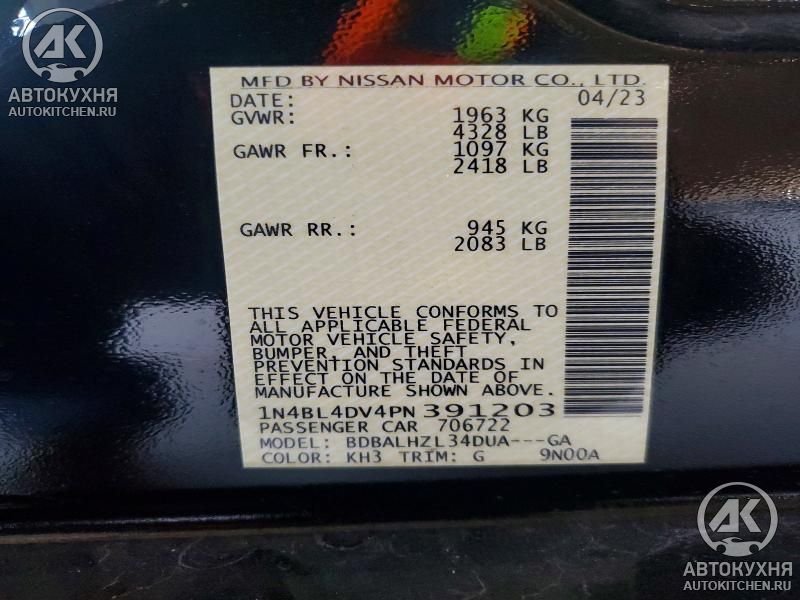 AK
АВТОКУХНЯ
AUTOKITCHEN.RU
MFD BY NISSAN MOTOR CO., LTD.
DATE: 04/23
GVWR: 1963 KG
4328 LB
GAWR FR.: 1097 KG
2418 LB
GAWR RR.: 945 KG
2083 LB
THIS VEHICLE CONFORMS TO
ALL APPLICABLE FEDERAL
MOTOR VEHICLE SAFETY,
BUMPER, AND THEFT
PREVENTION STANDARDS IN
EFFECT ON THE DATE OF
MANUFACTURE SHOWN ABOVE.
1N4BL4DV4PN391203
PASSENGER CAR 706722
MODEL: BDBALHZL34DUA---GA
COLOR: KH3 TRIM: G 9N00A
AK
АВТОКУХНЯ
AUTOKITCHEN.RU